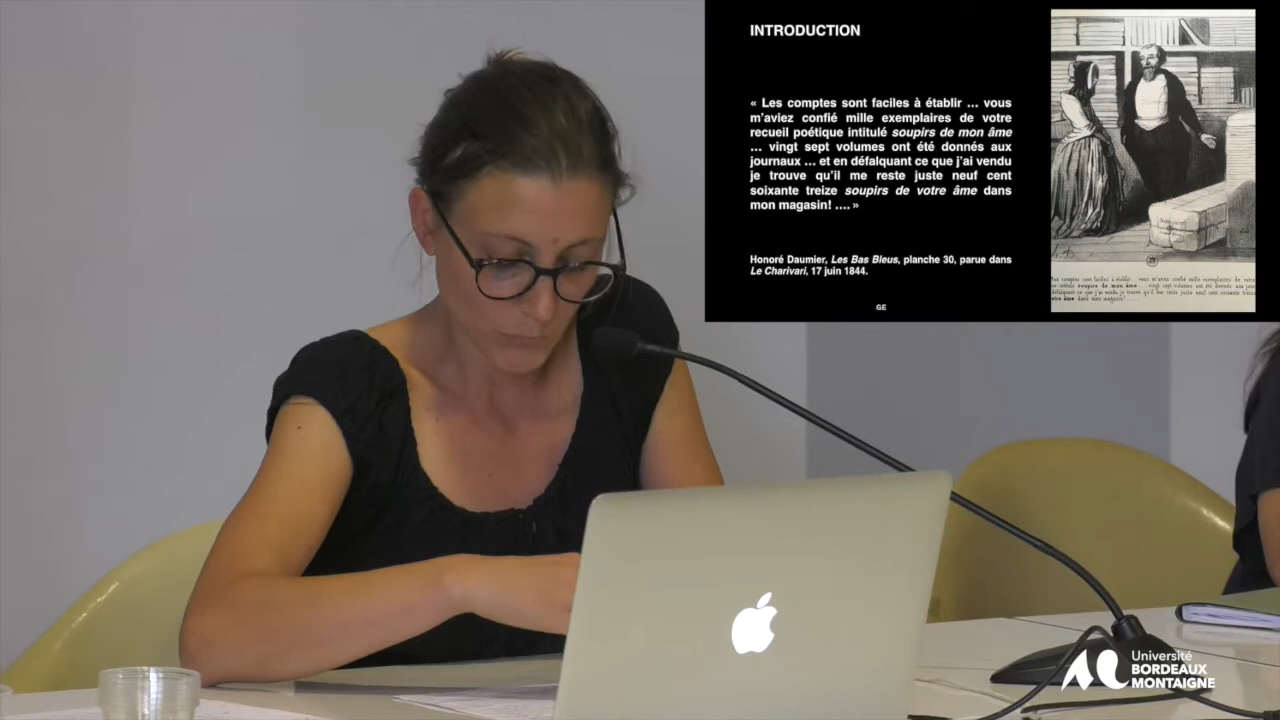 INTRODUCTION
« Les comptes sont faciles à établir ... vous
m'aviez confié mille exemplaires de votre
recueil poétique intitulé soupirs de mon âme
... vingt sept volumes ont été donnés aux
journaux ... et en défalquant ce que j'ai vendu
je trouve qu'il me reste juste neuf cent
soixante treize soupirs de votre âme dans
mon magasin! .... »
Honoré Daumier, Les Bas Bleus, planche 30, parue dans
Le Charivari, 17 juin 1844.
GE
Université
BORDEAUX
MONTAIGNE